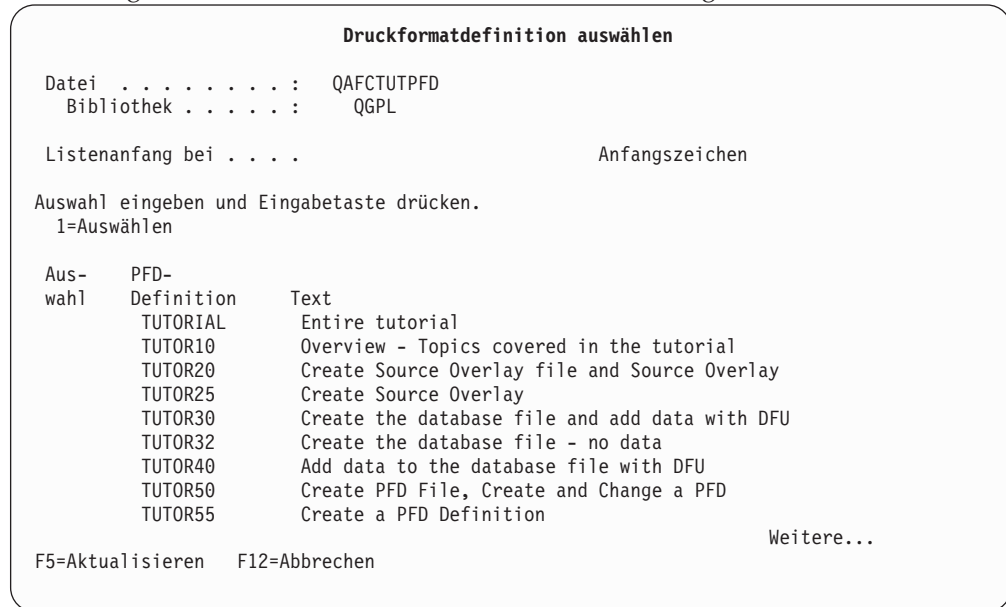 Druckformatdefinition auswählen
Datei . . . . . . . . : QAFCTUTPFD
Bibliothek . . . . . : QGPL
Listenanfang bei . . . . Anfangszeichen
Auswahl eingeben und Eingabetaste drücken.
1=Auswählen
Aus- PFD-
wahl Definition Text
TUTORIAL Entire tutorial
TUTOR10 Overview - Topics covered in the tutorial
TUTOR20 Create Source Overlay file and Source Overlay
TUTOR25 Create Source Overlay
TUTOR30 Create the database file and add data with DFU
TUTOR32 Create the database file - no data
TUTOR40 Add data to the database file with DFU
TUTOR50 Create PFD File, Create and Change a PFD
TUTOR55 Create a PFD Definition
Weitere...
F5=Aktualisieren F12=Abbrechen